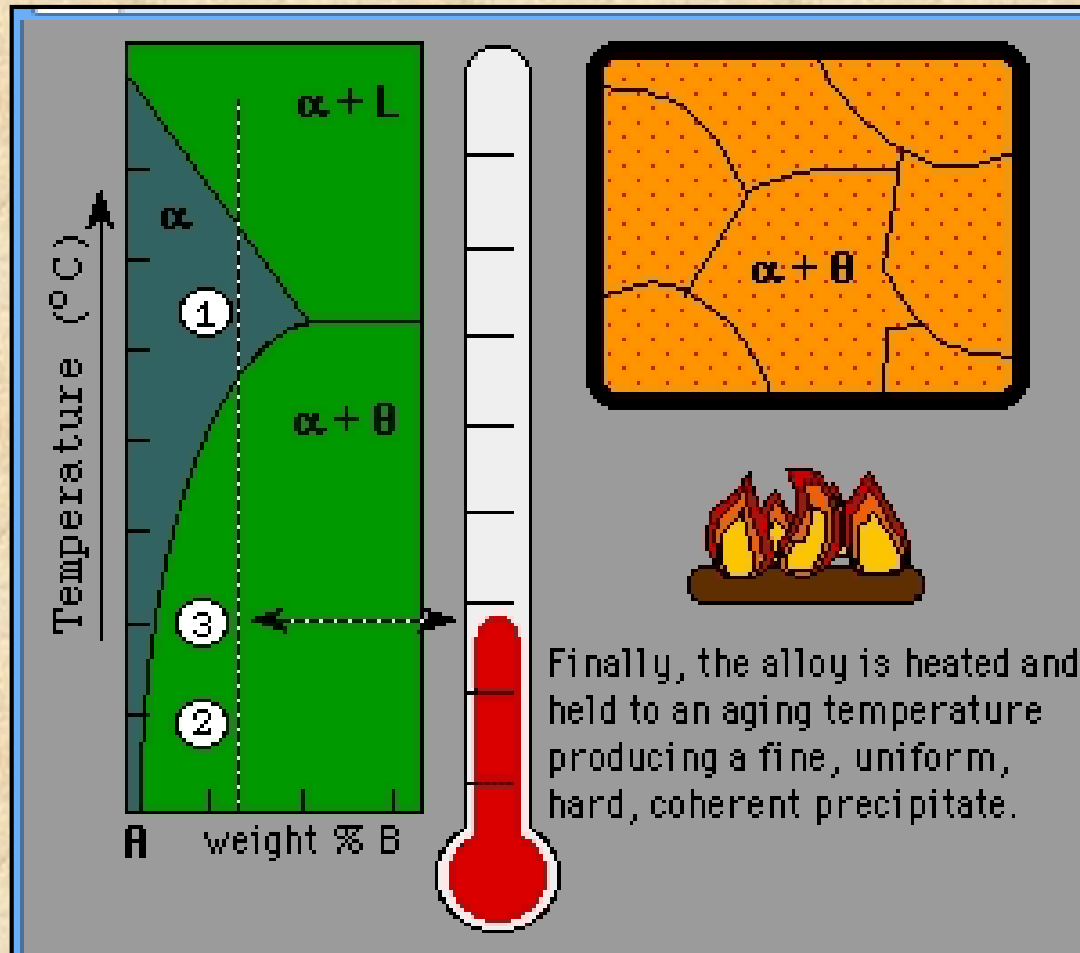 α + L
α
1
α + θ
3
2
Temperature (°C)
A
weight % B
α + θ
Finally, the alloy is heated and
held to an aging temperature
producing a fine, uniform,
hard, coherent precipitate.